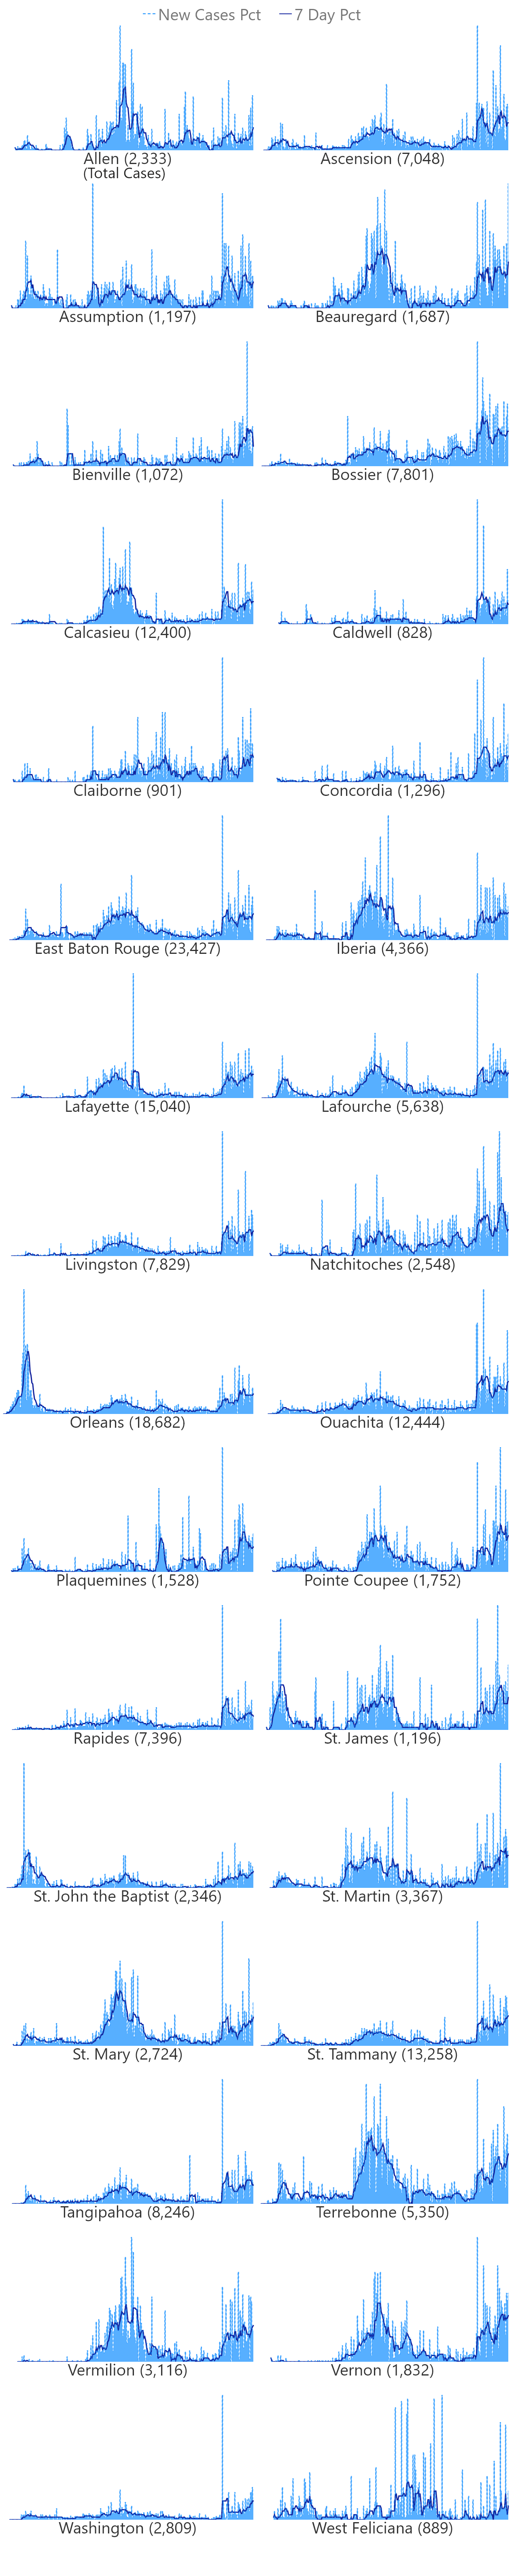 New Cases Pct 7 Day Pct
Allen (2,333) Ascension (7,048)
(Total Cases)
Assumption (1,197) Beauregard (1,687)
Bienville (1,072) Bossier (7,801)
Calcasieu (12,400) Caldwell (828)
Claiborne (901) Concordia (1,296)
East Baton Rouge (23,427) Iberia (4,366)
Lafayette (15,040) Lafourche (5,638)
Livingston (7,829) Natchitoches (2,548)
Orleans (18,682) Ouachita (12,444)
Plaquemines (1,528) Pointe Coupee (1,752)
Rapides (7,396) St. James (1,196)
St. John the Baptist (2,346) St. Martin (3,367)
St. Mary (2,724) St. Tammany (13,258)
Tangipahoa (8,246) Terrebonne (5,350)
Vermilion (3,116) Vernon (1,832)
Washington (2,809) West Feliciana (889)